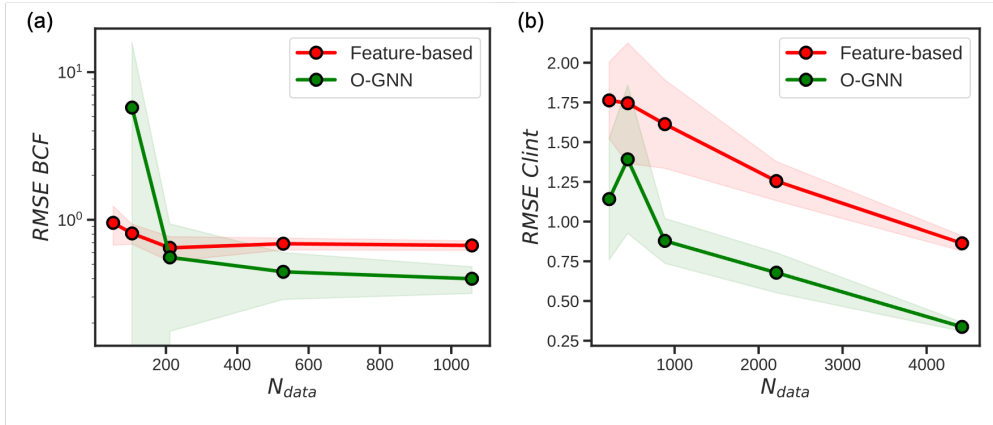 (a)
RMSE BCF
10¹
10⁰
Feature-based
O-GNN
0
200
400
600
800
1000
N_data
(b)
RMSE Clint
2.00
1.75
1.50
1.25
1.00
0.75
0.50
0.25
Feature-based
O-GNN
1000
2000
3000
4000
N_data